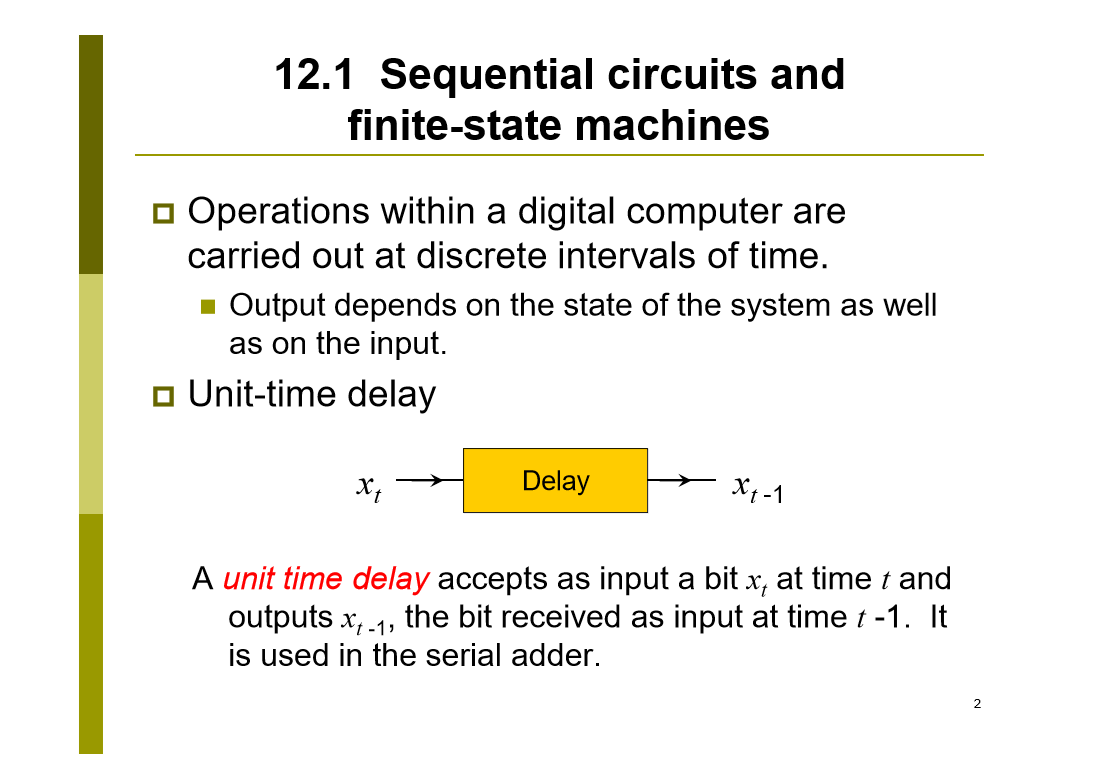 12.1 Sequential circuits and
finite-state machines
Operations within a digital computer are
carried out at discrete intervals of time.
Output depends on the state of the system as well
as on the input.
Unit-time delay
xₜ Delay xₜ -₁
A unit time delay accepts as input a bit xₜ at time t and
outputs xₜ -₁, the bit received as input at time t -1. It
is used in the serial adder.
2